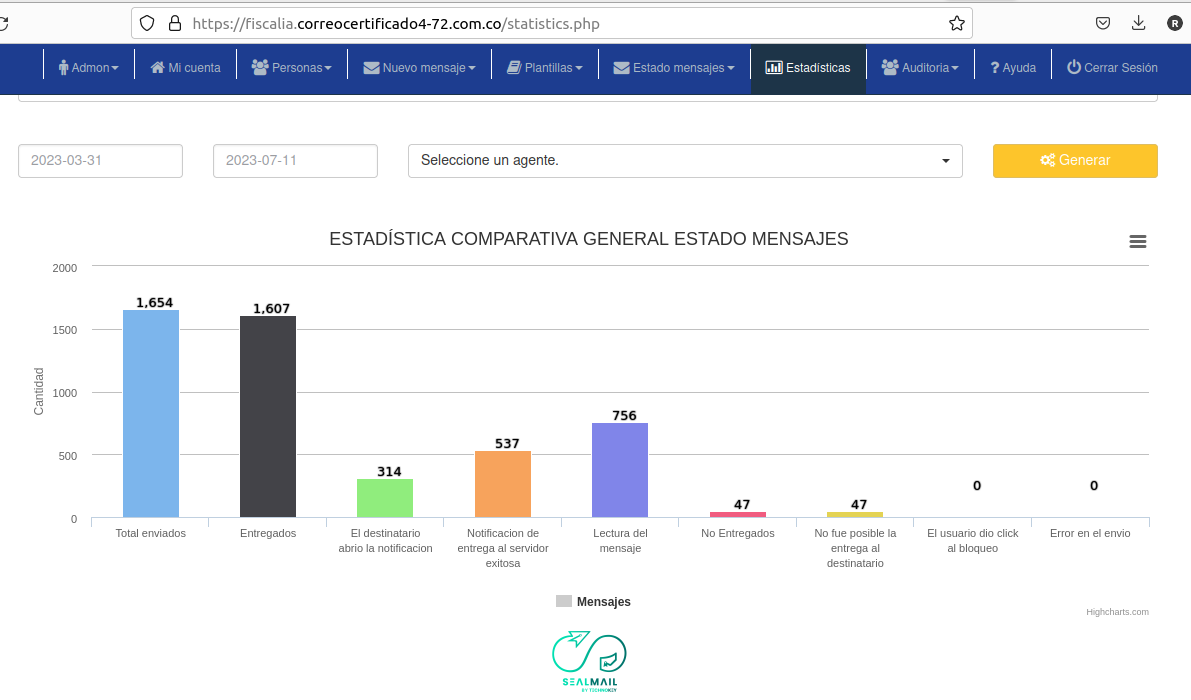 https://fiscalia.correocertificado4-72.com.co/statistics.php
R
Admon
Mi cuenta
Personas
Nuevo mensaje
Plantillas
Estado mensajes
Estadísticas
Auditoria
? Ayuda
Cerrar Sesión
2023-03-31
2023-07-11
Seleccione un agente.
Generar
ESTADÍSTICA COMPARATIVA GENERAL ESTADO MENSAJES
Cantidad
2000
1500
1000
500
0
1,654
1,607
314
537
756
47
47
0
0
Total enviados
Entregados
El destinatario
abrio la notificacion
Notificacion de
entrega al servidor
exitosa
Lectura del
mensaje
No Entregados
No fue posible la
entrega al
destinatario
El usuario dio click
al bloqueo
Error en el envio
Mensajes
Highcharts.com
SEALMAIL
BY TECHNOKEY